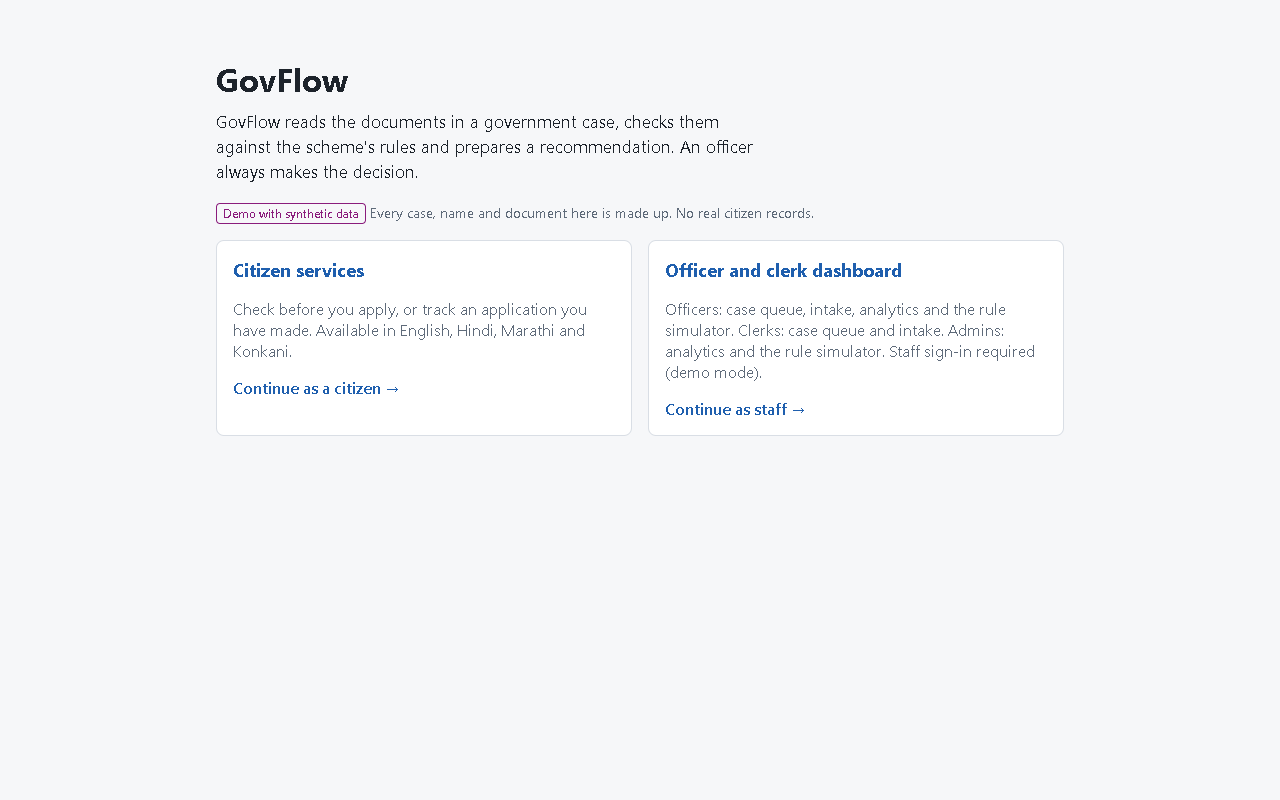 GovFlow
GovFlow reads the documents in a government case, checks them
against the scheme's rules and prepares a recommendation. An officer
always makes the decision.
Demo with synthetic data Every case, name and document here is made up. No real citizen records.
Citizen services
Check before you apply, or track an application you
have made. Available in English, Hindi, Marathi and
Konkani.
Continue as a citizen →
Officer and clerk dashboard
Officers: case queue, intake, analytics and the rule
simulator. Clerks: case queue and intake. Admins:
analytics and the rule simulator. Staff sign-in required
(demo mode).
Continue as staff →